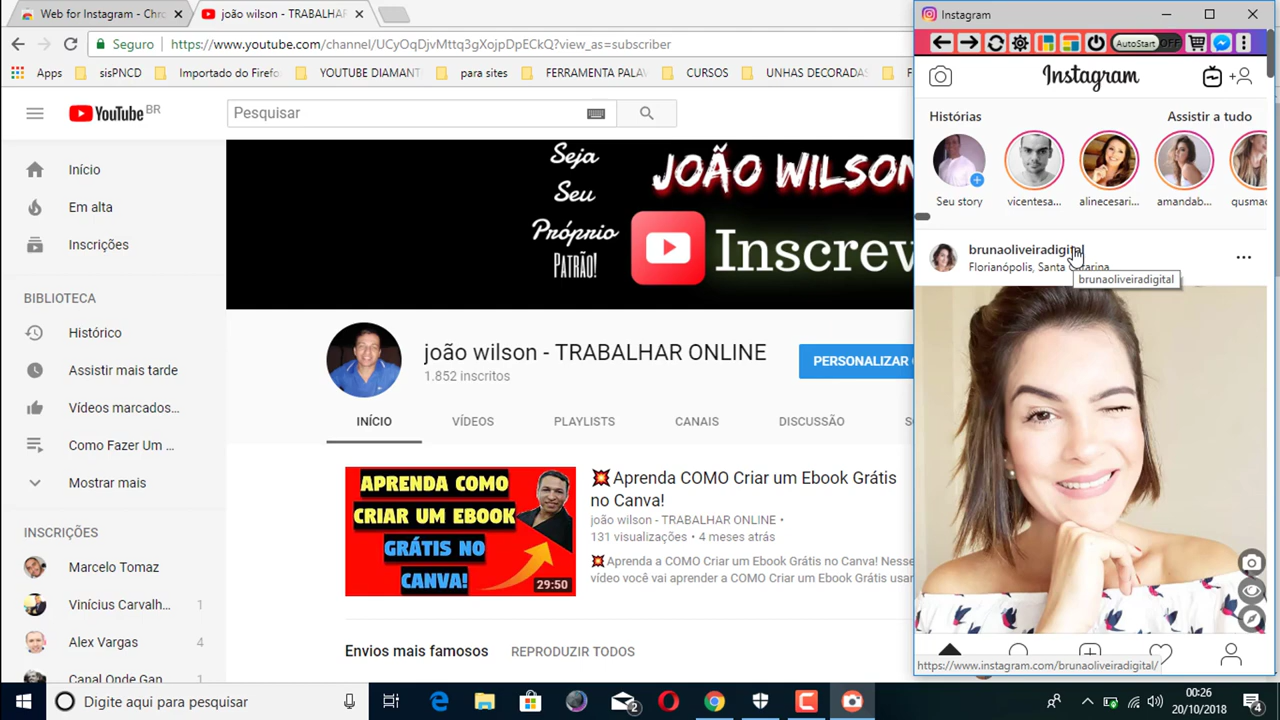 Web for Instagram - Chro
joão wilson - TRABALHAR
Seguro
https://www.youtube.com/channel/UCyOqDjvMttq2gXojpDpECkQ?view_as=subscriber
Apps
sisPNCD
Importado do Firefo
YOUTUBE DIAMANT
para sites
FERRAMENTA PALAV
CURSOS
UNHAS DECORADAS
YouTube BR
Pesquisar
Início
Em alta
Inscrições
BIBLIOTECA
Histórico
Assistir mais tarde
Vídeos marcados...
Como Fazer Um ...
Mostrar mais
INSCRIÇÕES
Marcelo Tomaz
Vinícius Carvalh... 1
Alex Vargas 4
Canal Onde Gan
Seja
Seu
Próprio
PATRÃO!
JOÃO WILSON
Inscrev
joão wilson - TRABALHAR ONLINE
1.852 inscritos
PERSONALIZAR
INÍCIO
VÍDEOS
PLAYLISTS
CANAIS
DISCUSSÃO
APRENDA COMO
CRIAR UM EBOOK
GRÁTIS NO
CANVA!
29:50
Aprenda COMO Criar um Ebook Grátis
no Canva!
joão wilson - TRABALHAR ONLINE •
131 visualizações • 4 meses atrás
Aprenda a COMO Criar um Ebook Grátis no Canva! Nesse
vídeo você vai aprender a COMO Criar um Ebook Grátis usar
Envios mais famosos
REPRODUZIR TODOS
Instagram
AutoStart OFF
Instagram
Histórias
Assistir a tudo
Seu story
vicentesa...
alinecesari...
amandab...
qusmac
brunaoliveiradigital
Florianópolis, Santa Catarina
brunaoliveiradigital
https://www.instagram.com/brunaoliveiradigital/
Digite aqui para pesquisar
2
00:26
20/10/2018
4